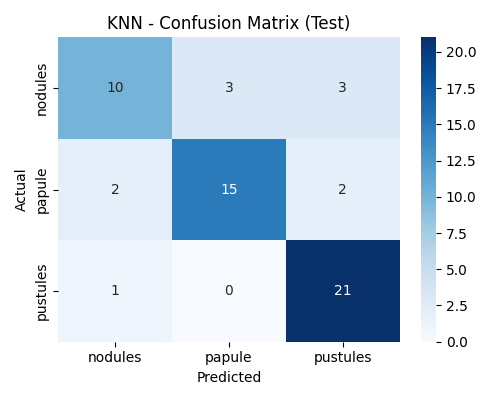 KNN - Confusion Matrix (Test)
nodules 10 3 3
papule 2 15 2
pustules 1 0 21
nodules papule pustules
Actual
Predicted
20.0
17.5
15.0
12.5
10.0
7.5
5.0
2.5
0.0